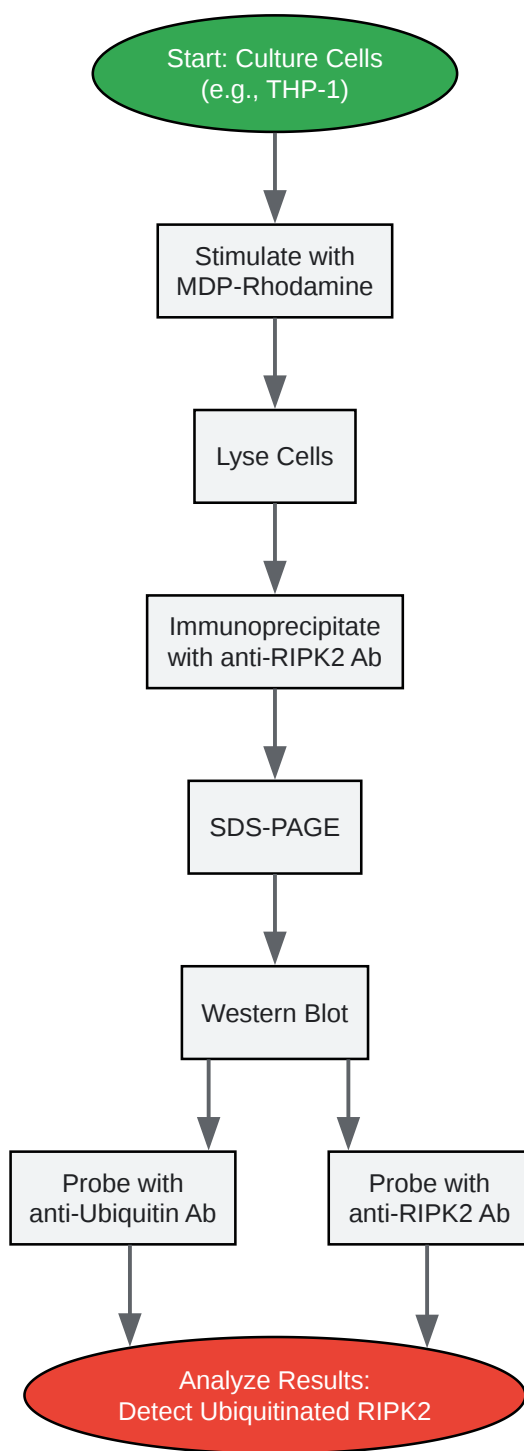 Start: Culture Cells
(e.g., THP-1)
Stimulate with
MDP-Rhodamine
Lyse Cells
Immunoprecipitate
with anti-RIPK2 Ab
SDS-PAGE
Western Blot
Probe with
anti-Ubiquitin Ab
Probe with
anti-RIPK2 Ab
Analyze Results:
Detect Ubiquitinated RIPK2